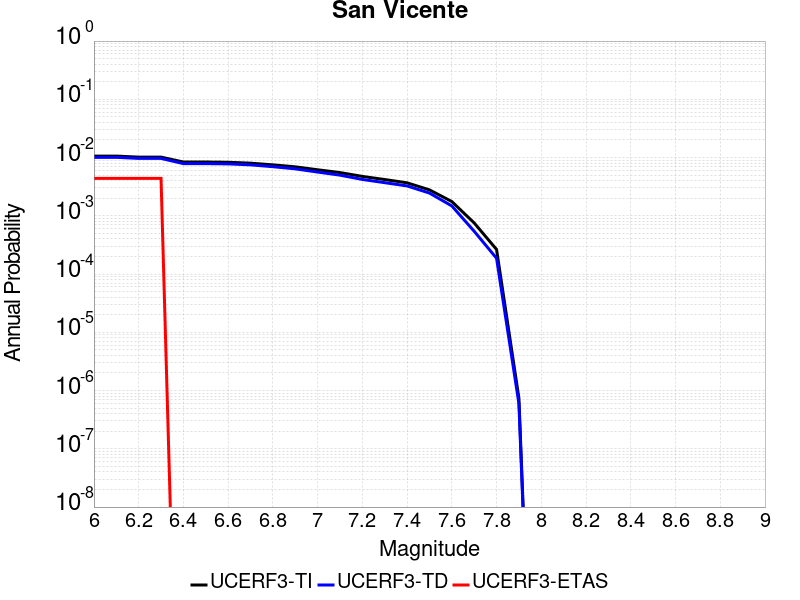 San Vicente
10^0
10^-1
10^-2
10^-3
10^-4
10^-5
10^-6
10^-7
10^-8
Annual Probability
6 6.2 6.4 6.6 6.8 7 7.2 7.4 7.6 7.8 8 8.2 8.4 8.6 8.8 9
Magnitude
UCERF3-TI UCERF3-TD UCERF3-ETAS